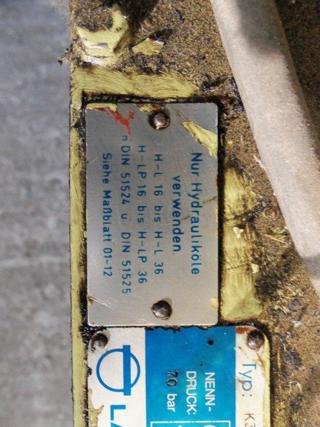 Nur Hydrauliköle
verwenden
H-L 16 bis H-L 36
H-LP 16 bis H-LP 36
n. DIN 51524 u. DIN 51525
Siehe Maßblatt 01-12
Typ:
NENN-
DRUCK:
bar